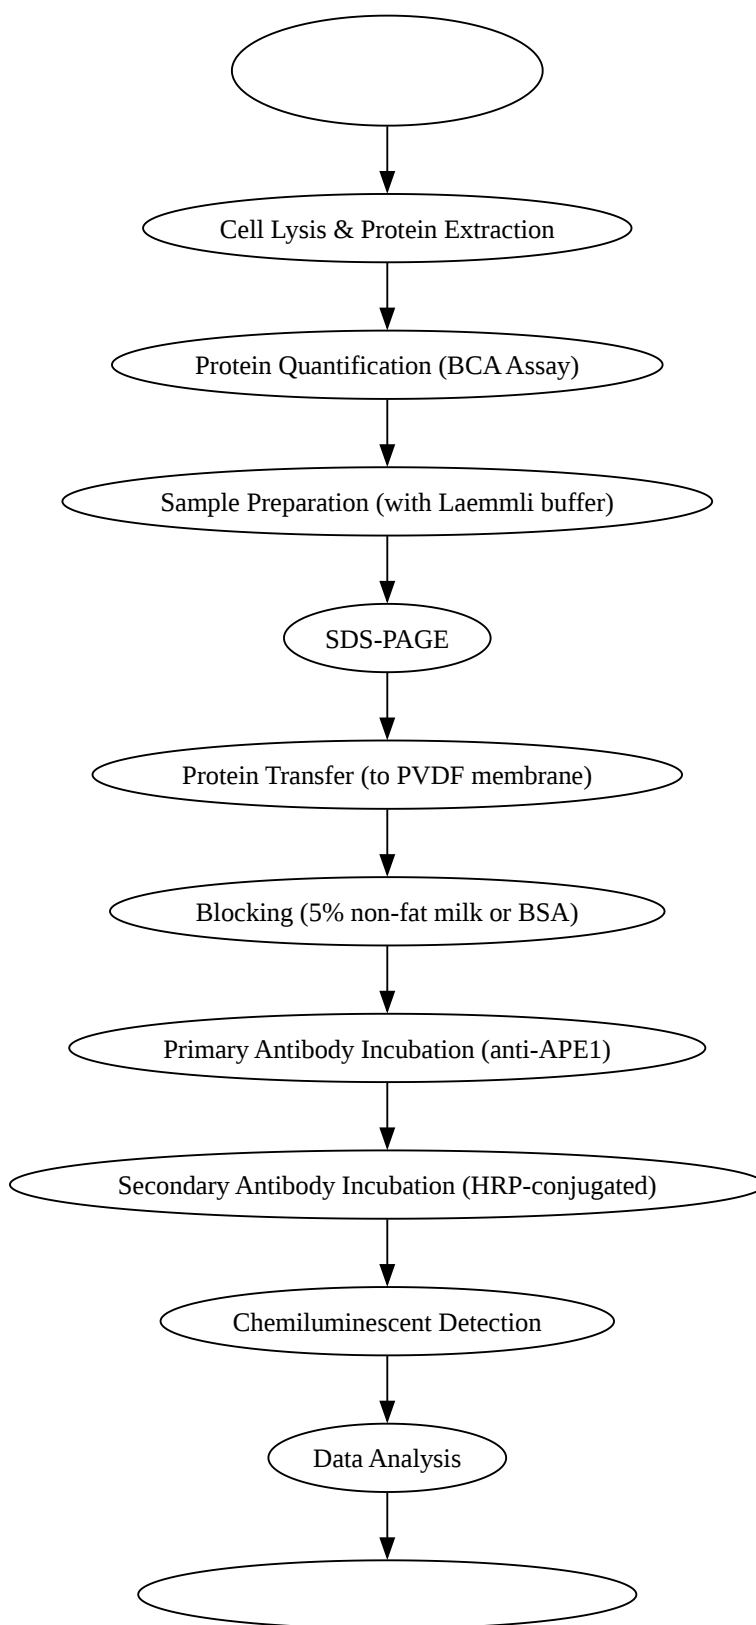 Cell Lysis & Protein Extraction
Protein Quantification (BCA Assay)
Sample Preparation (with Laemmli buffer)
SDS-PAGE
Protein Transfer (to PVDF membrane)
Blocking (5% non-fat milk or BSA)
Primary Antibody Incubation (anti-APE1)
Secondary Antibody Incubation (HRP-conjugated)
Chemiluminescent Detection
Data Analysis